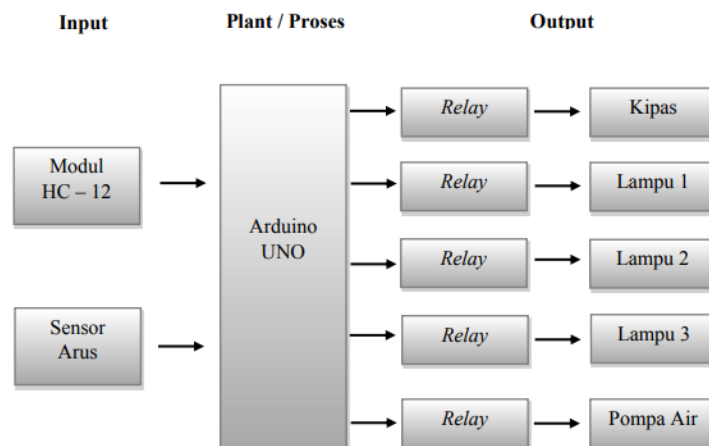 Input
Plant / Proses
Output
Modul
HC – 12
Sensor
Arus
Arduino
UNO
Relay
Kipas
Relay
Lampu 1
Relay
Lampu 2
Relay
Lampu 3
Relay
Pompa Air